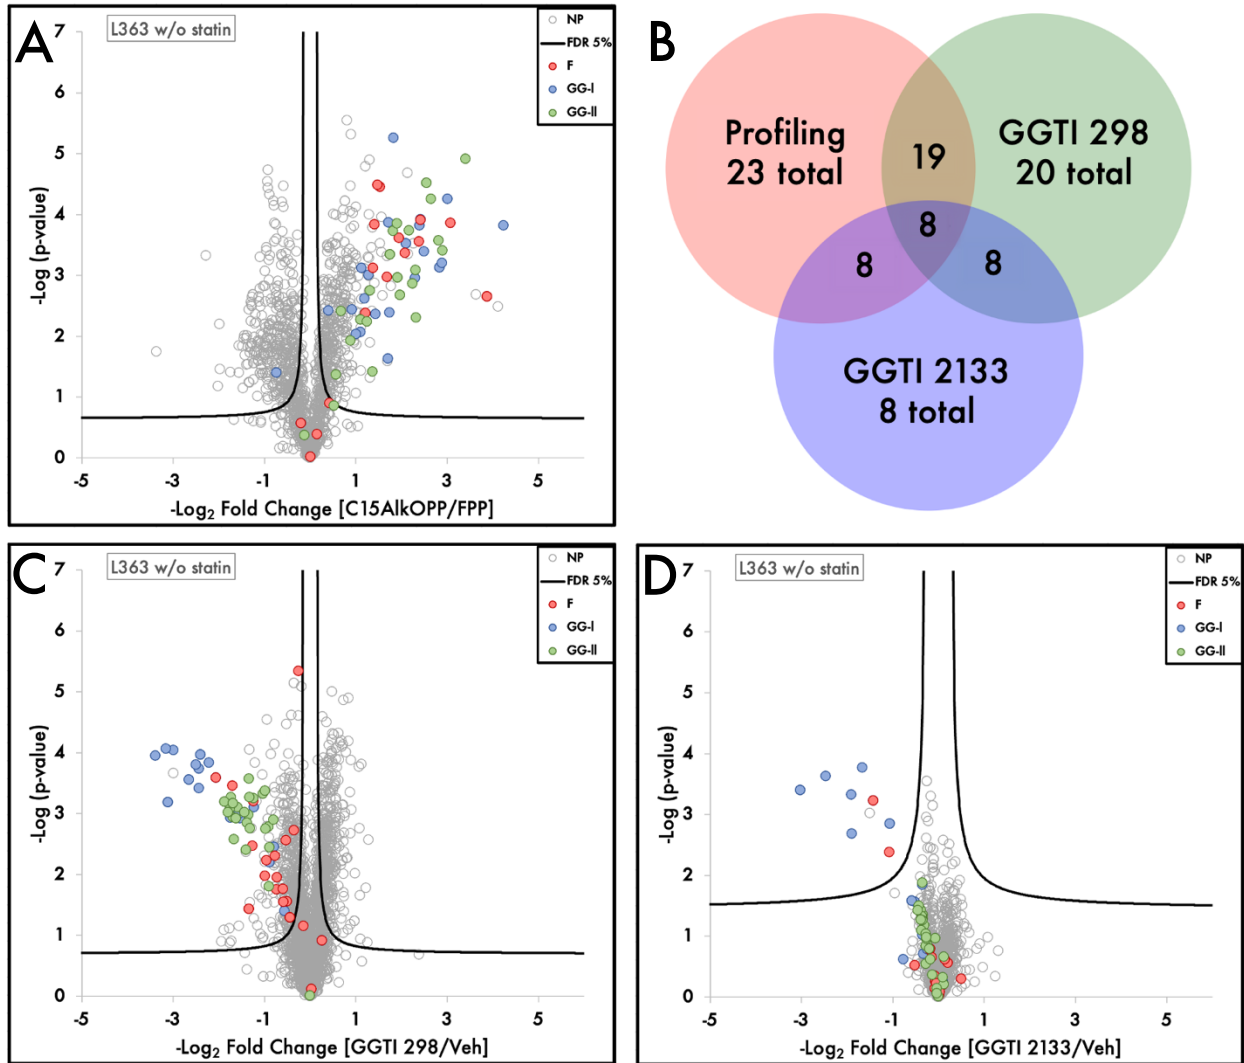 A
L363 w/o statin
NP
FDR 5%
F
GG-I
GG-II
-Log (p-value)
7
6
5
4
3
2
1
0
-5
-3
-1
1
3
5
-Log₂ Fold Change [C15AlkOPP/FPP]
B
Profiling
23 total
19
GGTI 298
20 total
8
8
8
GGTI 2133
8 total
C
L363 w/o statin
NP
FDR 5%
F
GG-I
GG-II
-Log (p-value)
7
6
5
4
3
2
1
0
-5
-3
-1
1
3
5
-Log₂ Fold Change [GGTI 298/Veh]
D
L363 w/o statin
NP
FDR 5%
F
GG-I
GG-II
-Log (p-value)
7
6
5
4
3
2
1
0
-5
-3
-1
1
3
5
-Log₂ Fold Change [GGTI 2133/Veh]